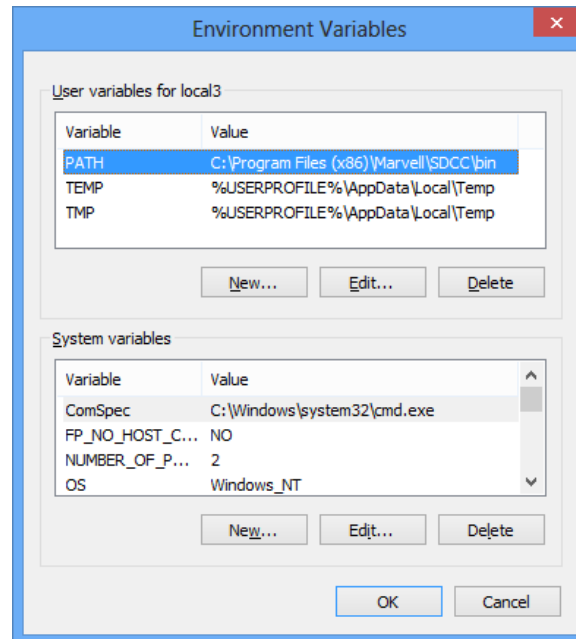 Environment Variables
User variables for local3
Variable Value
PATH C:\Program Files (x86)\Marvell\SDCC\bin
TEMP %USERPROFILE%\AppData\Local\Temp
TMP %USERPROFILE%\AppData\Local\Temp
New... Edit... Delete
System variables
Variable Value
ComSpec C:\Windows\system32\cmd.exe
FP_NO_HOST_C... NO
NUMBER_OF_P... 2
OS Windows_NT
New... Edit... Delete
OK Cancel